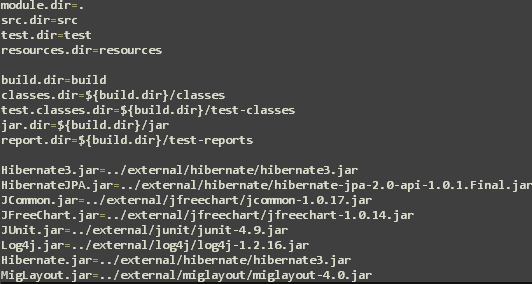 module.dir=.
src.dir=src
test.dir=test
resources.dir=resources
build.dir=build
classes.dir=${build.dir}/classes
test.classes.dir=${build.dir}/test-classes
jar.dir=${build.dir}/jar
report.dir=${build.dir}/test-reports
Hibernate3.jar=../external/hibernate/hibernate3.jar
HibernateJPA.jar=../external/hibernate/hibernate-jpa-2.0-api-1.0.1.Final.jar
JCommon.jar=../external/jfreechart/jcommon-1.0.17.jar
JFreeChart.jar=../external/jfreechart/jfreechart-1.0.14.jar
JUnit.jar=../external/junit/junit-4.9.jar
Log4j.jar=../external/log4j/log4j-1.2.16.jar
Hibernate.jar=../external/hibernate/hibernate3.jar
MigLayout.jar=../external/miglayout/miglayout-4.0.jar